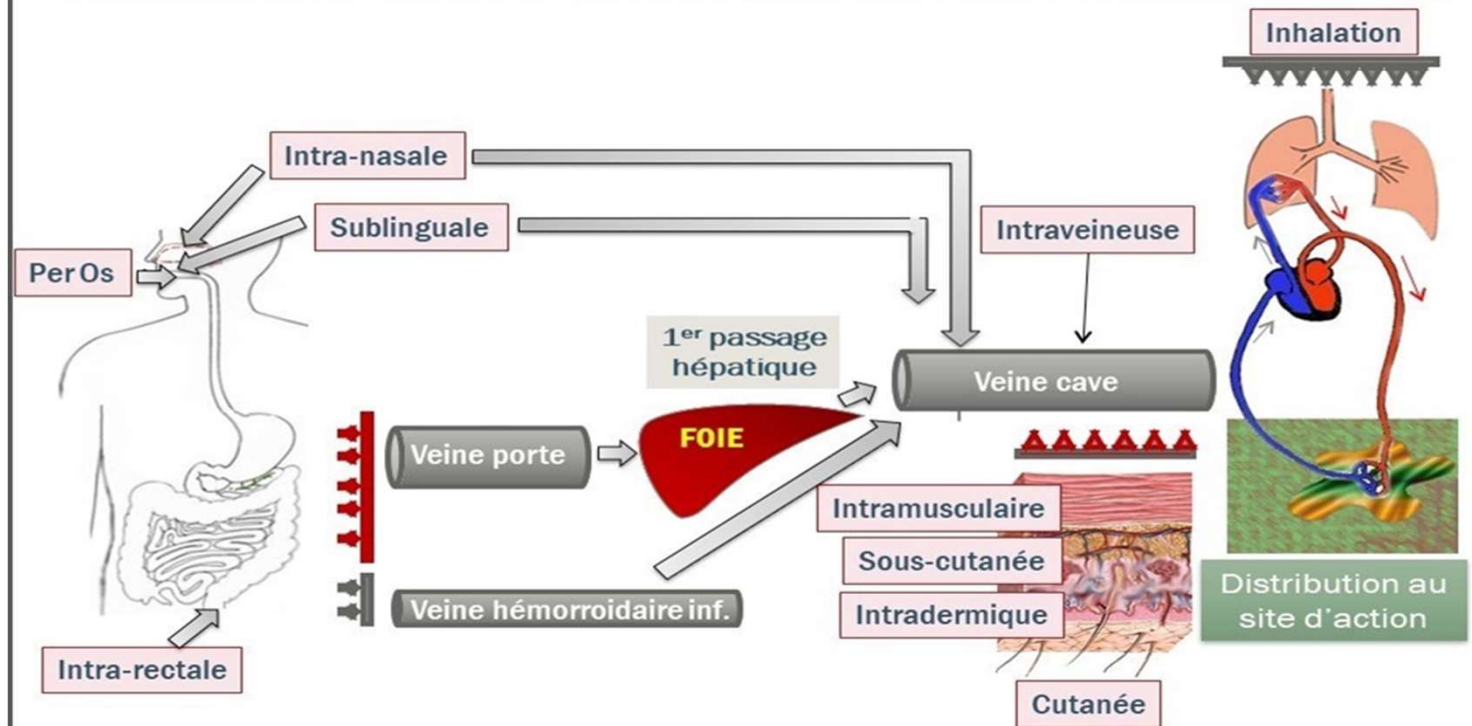 Inhalation
Intra-nasale
Sublinguale
Intraveineuse
Per Os
1er passage
hépatique
Veine cave
FOIE
Veine porte
Intramusculaire
Sous-cutanée
Intradermique
Veine hémorroidaire inf.
Distribution au
site d'action
Intra-rectale
Cutanée